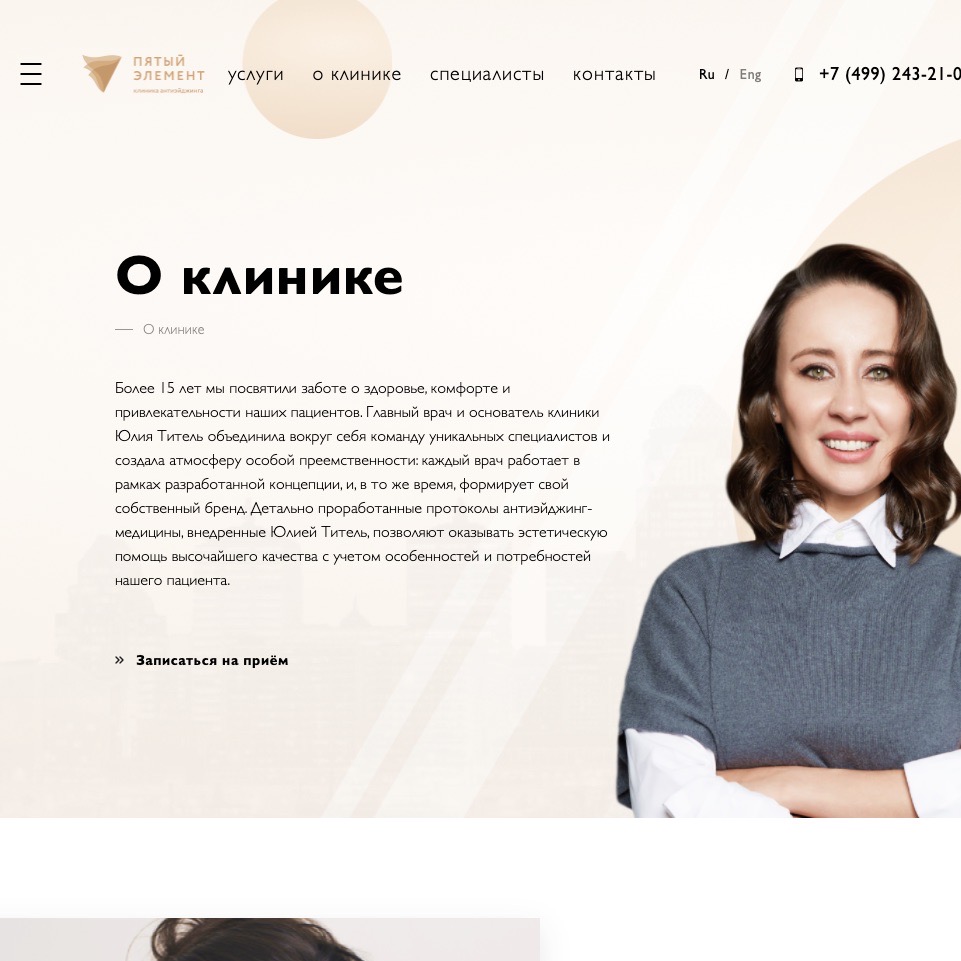 ПЯТЫЙ
ЭЛЕМЕНТ
клиника антиэйджинга
услуги о клинике специалисты контакты Ru / Eng +7 (499) 243-21-0
О клинике
— О клинике
Более 15 лет мы посвятили заботе о здоровье, комфорте и
привлекательности наших пациентов. Главный врач и основатель клиники
Юлия Титель объединила вокруг себя команду уникальных специалистов и
создала атмосферу особой преемственности: каждый врач работает в
рамках разработанной концепции, и, в то же время, формирует свой
собственный бренд. Детально проработанные протоколы антиэйджинг-
медицины, внедренные Юлией Титель, позволяют оказывать эстетическую
помощь высочайшего качества с учетом особенностей и потребностей
нашего пациента.
» Записаться на приём